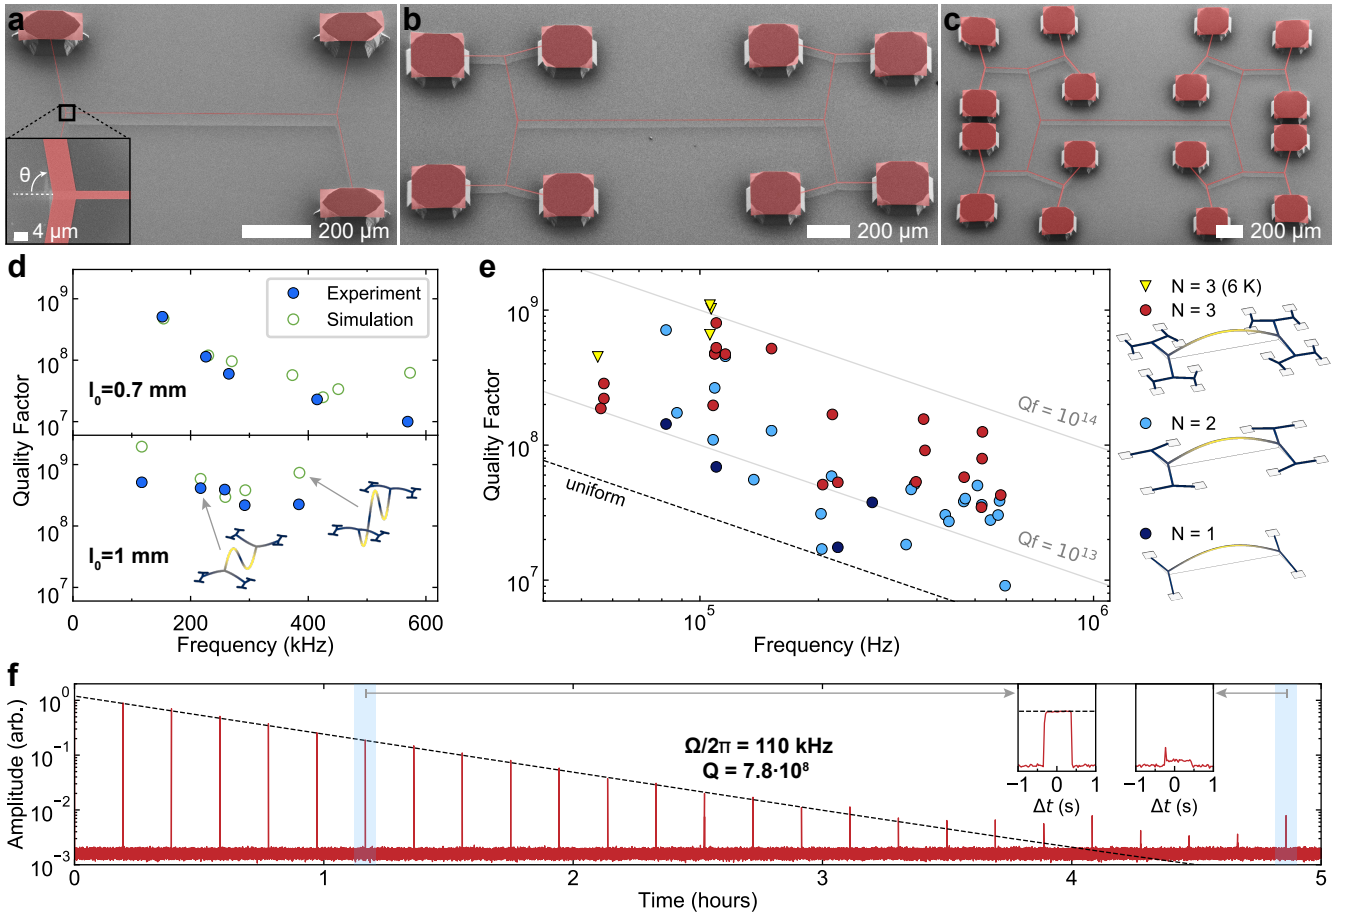 a
b
c
θ
4 µm
200 µm
200 µm
200 µm
d
e
Experiment
Simulation
10⁹
10⁸
10⁷
l₀=0.7 mm
10⁹
10⁸
10⁷
l₀=1 mm
Quality Factor
0
200
400
600
Frequency (kHz)
10⁹
10⁸
10⁷
Quality Factor
uniform
Qf = 10¹⁴
Qf = 10¹³
10⁵
10⁶
Frequency (Hz)
N = 3 (6 K)
N = 3
N = 2
N = 1
f
10⁰
10⁻¹
10⁻²
10⁻³
Amplitude (arb.)
Ω/2π = 110 kHz
Q = 7.8·10⁸
−1 0 1
Δt (s)
−1 0 1
Δt (s)
0 1 2 3 4 5
Time (hours)